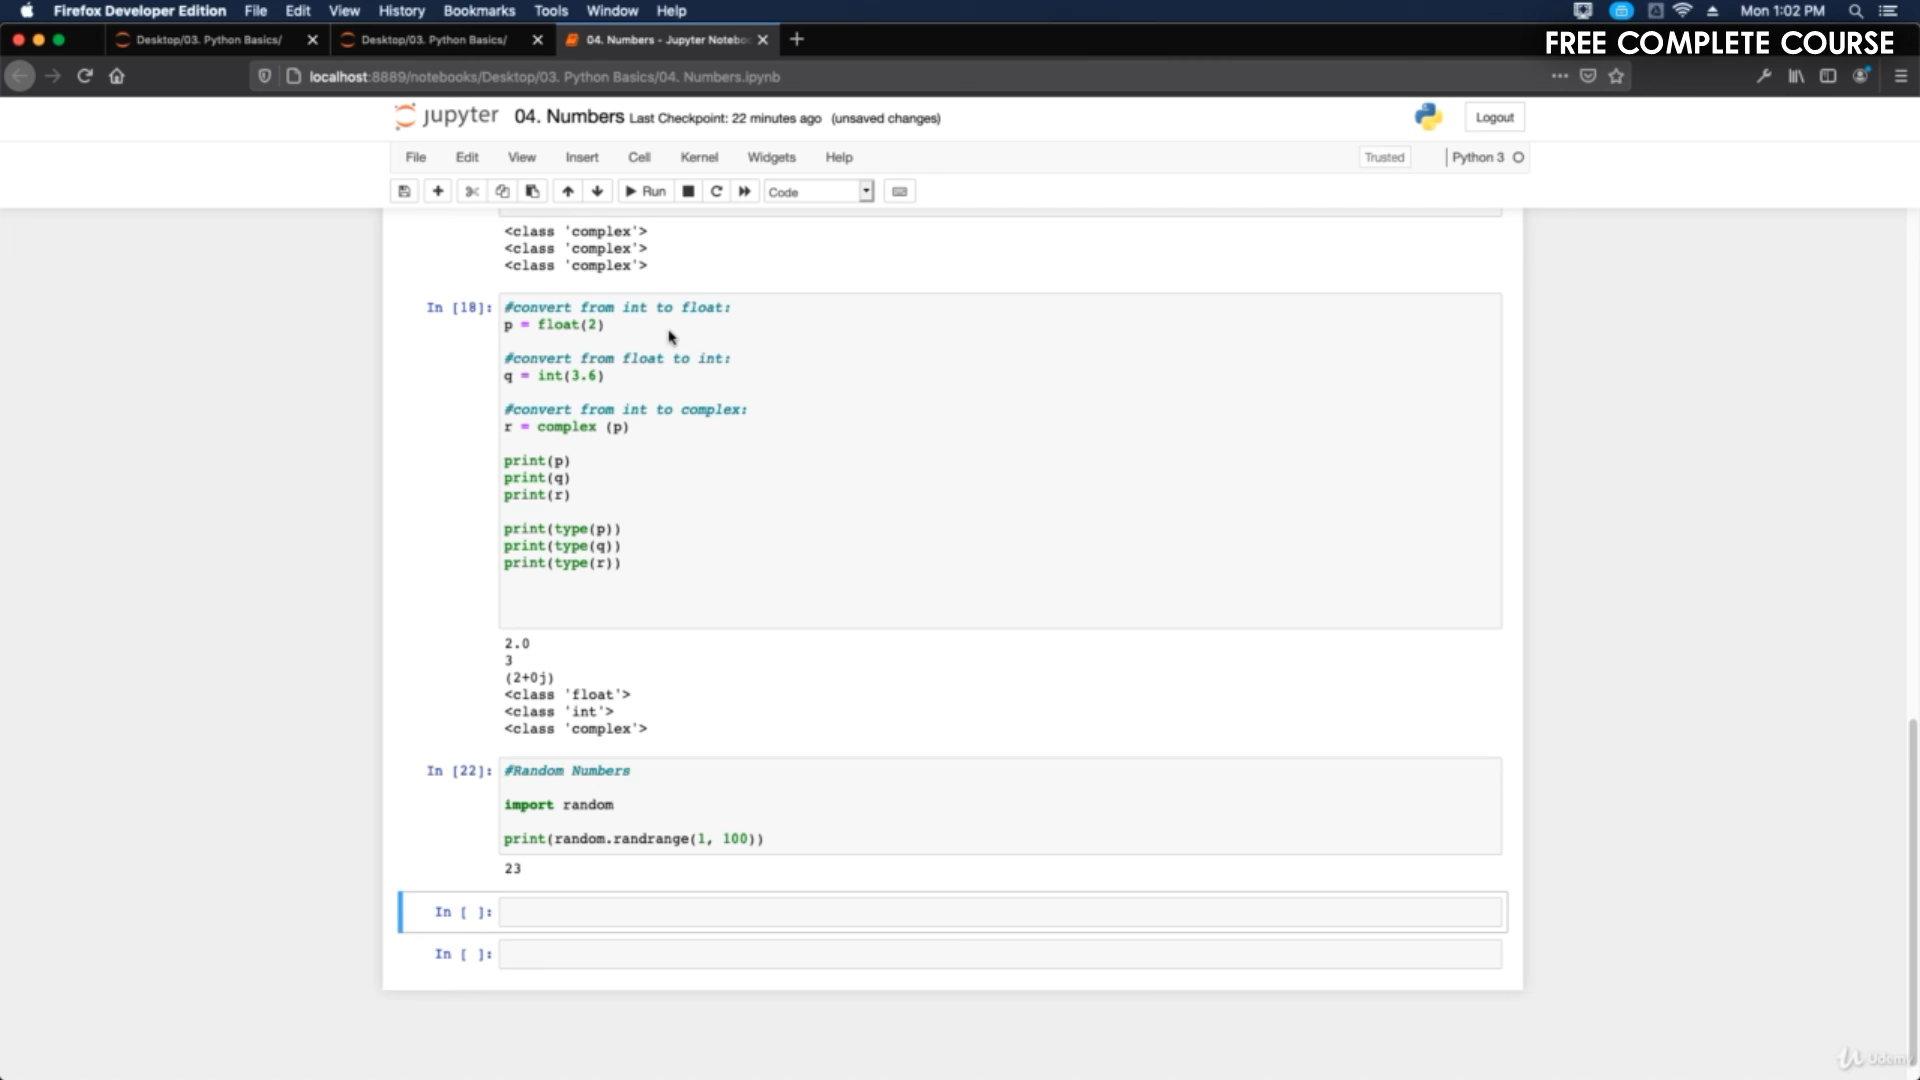 Firefox Developer Edition File Edit View History Bookmarks Tools Window Help Mon 1:02 PM
Desktop/03. Python Basics/ Desktop/03. Python Basics/ 04. Numbers - Jupyter Notebo
FREE COMPLETE COURSE
localhost:8889/notebooks/Desktop/03. Python Basics/04. Numbers.ipynb
jupyter 04. Numbers Last Checkpoint: 22 minutes ago (unsaved changes) Logout
File Edit View Insert Cell Kernel Widgets Help Trusted Python 3
Run Code
<class 'complex'>
<class 'complex'>
<class 'complex'>
In [18]: #convert from int to float:
p = float(2)
#convert from float to int:
q = int(3.6)
#convert from int to complex:
r = complex (p)
print(p)
print(q)
print(r)
print(type(p))
print(type(q))
print(type(r))
2.0
3
(2+0j)
<class 'float'>
<class 'int'>
<class 'complex'>
In [22]: #Random Numbers
import random
print(random.randrange(1, 100))
23
In [ ]:
In [ ]:
Udemy